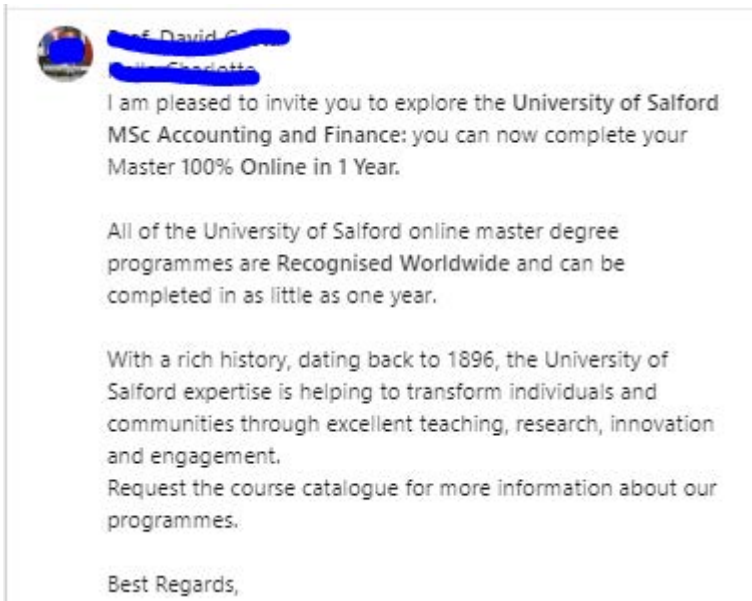 I am pleased to invite you to explore the University of Salford
MSc Accounting and Finance: you can now complete your
Master 100% Online in 1 Year.
All of the University of Salford online master degree
programmes are Recognised Worldwide and can be
completed in as little as one year.
With a rich history, dating back to 1896, the University of
Salford expertise is helping to transform individuals and
communities through excellent teaching, research, innovation
and engagement.
Request the course catalogue for more information about our
programmes.
Best Regards,